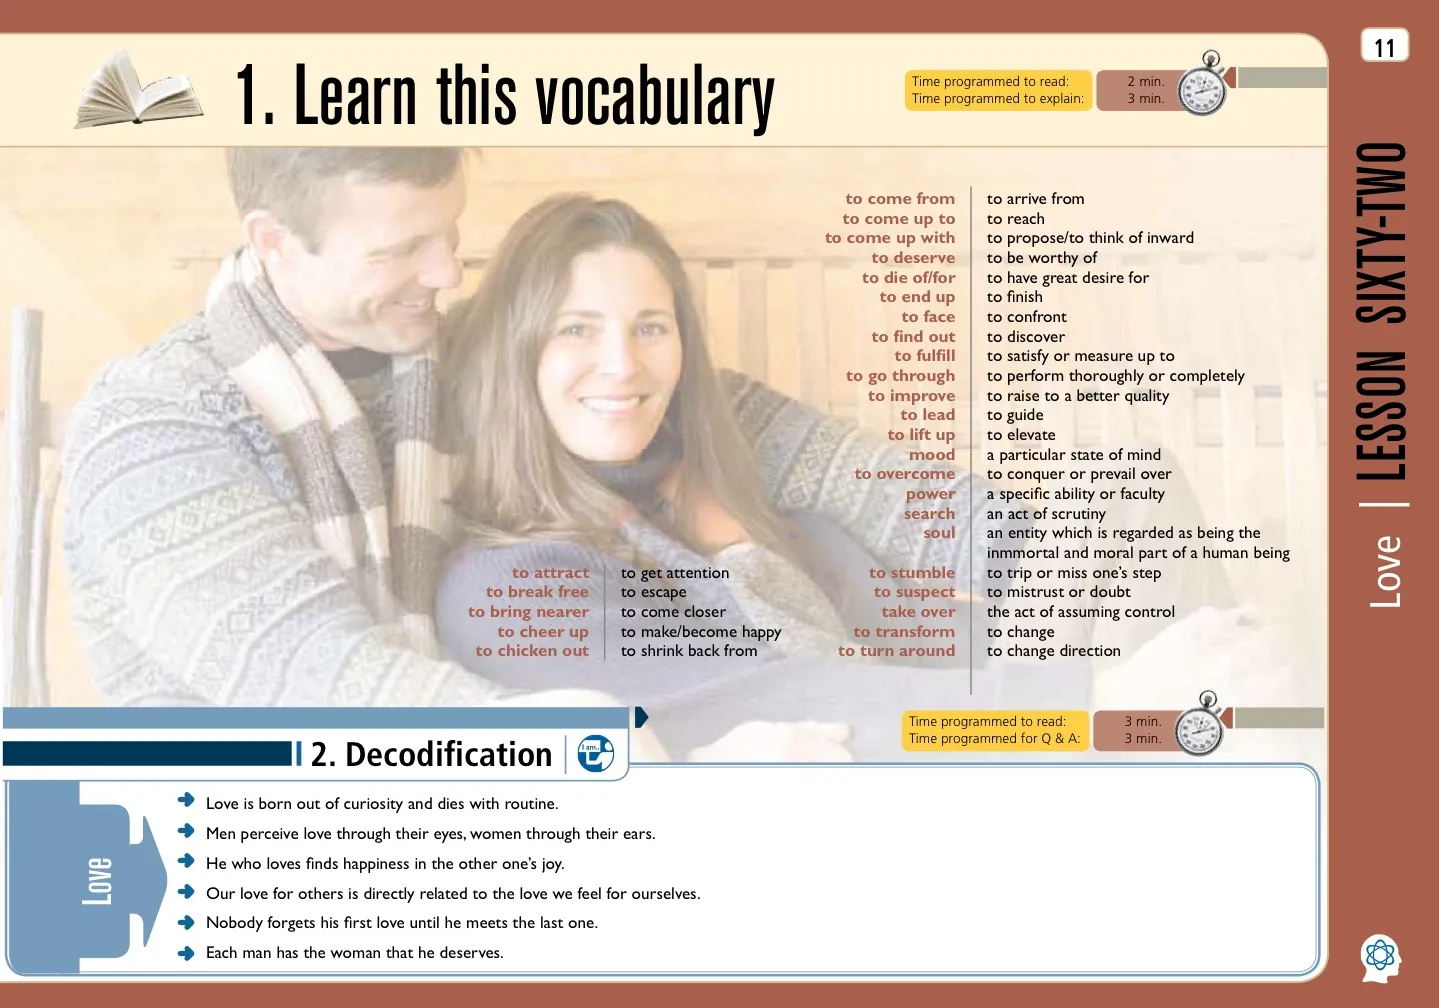 11
1. Learn this vocabulary
Time programmed to read: 2 min.
Time programmed to explain: 3 min.
to attract to get attention
to break free to escape
to bring nearer to come closer
to cheer up to make/become happy
to chicken out to shrink back from
to come from to arrive from
to come up to to reach
to come up with to propose/to think of inward
to deserve to be worthy of
to die of/for to have great desire for
to end up to finish
to face to confront
to find out to discover
to fulfill to satisfy or measure up to
to go through to perform thoroughly or completely
to improve to raise to a better quality
to lead to guide
to lift up to elevate
mood a particular state of mind
to overcome to conquer or prevail over
power a specific ability or faculty
search an act of scrutiny
soul an entity which is regarded as being the
inmmortal and moral part of a human being
to stumble to trip or miss one's step
to suspect to mistrust or doubt
take over the act of assuming control
to transform to change
to turn around to change direction
Time programmed to read: 3 min.
Time programmed for Q & A: 3 min.
2. Decodification
I am..
Love
Love is born out of curiosity and dies with routine.
Men perceive love through their eyes, women through their ears.
He who loves finds happiness in the other one's joy.
Our love for others is directly related to the love we feel for ourselves.
Nobody forgets his first love until he meets the last one.
Each man has the woman that he deserves.
Love | LESSON SIXTY-TWO